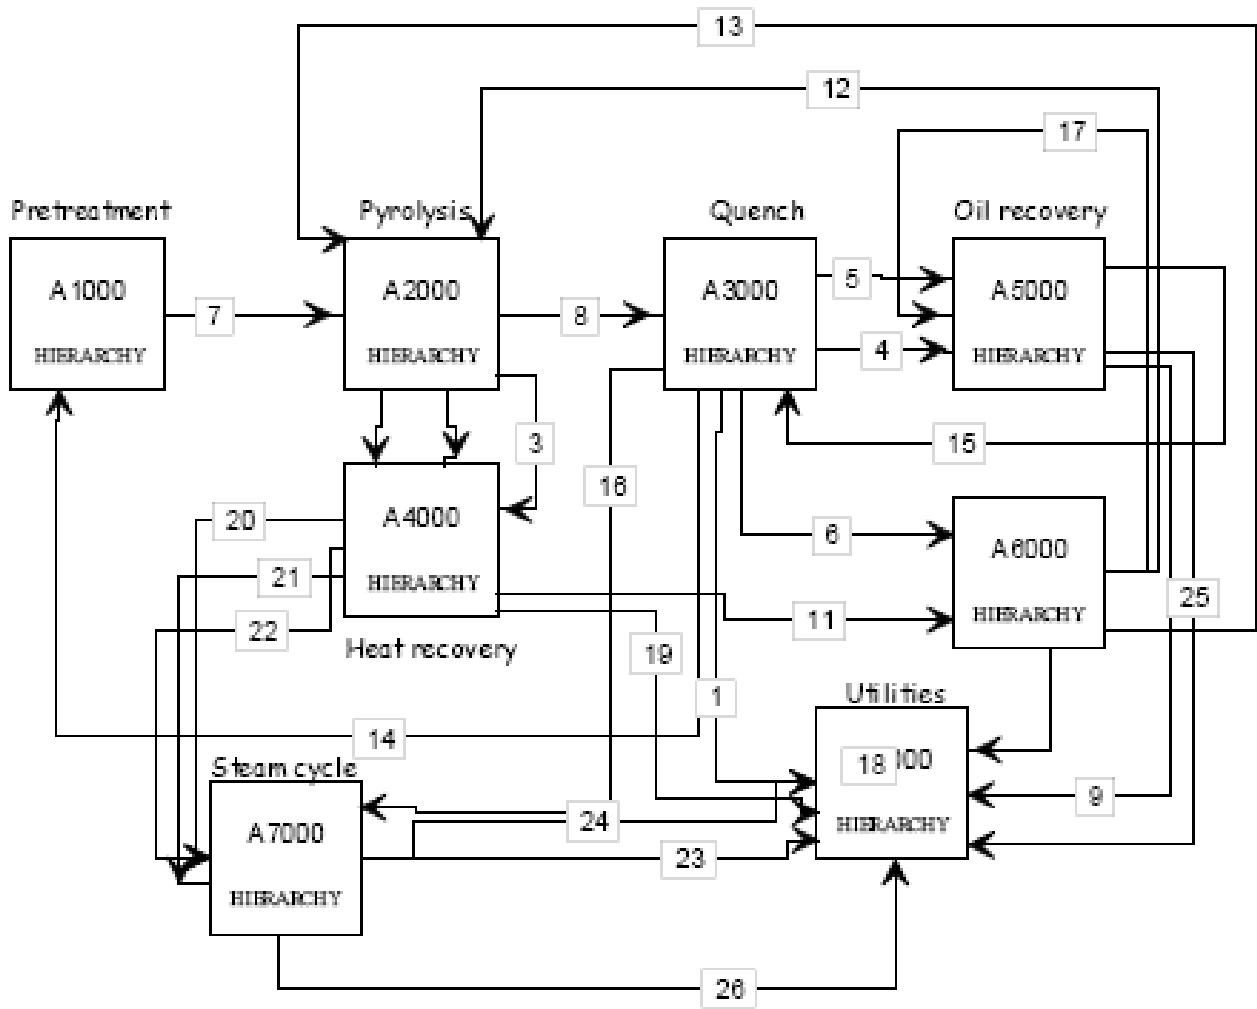 13
12
17
Pretreatment
Pyrolysis
Quench
Oil recovery
A1000
HIERARCHY
7
A2000
HIERARCHY
8
A3000
HIERARCHY
5
4
A5000
HIERARCHY
3
15
16
20
A4000
HIERARCHY
21
22
Heat recovery
6
A6000
HIERARCHY
11
25
19
1
14
Utilities
18
000
HIERARCHY
9
Steam cycle
A7000
HIERARCHY
24
23
26